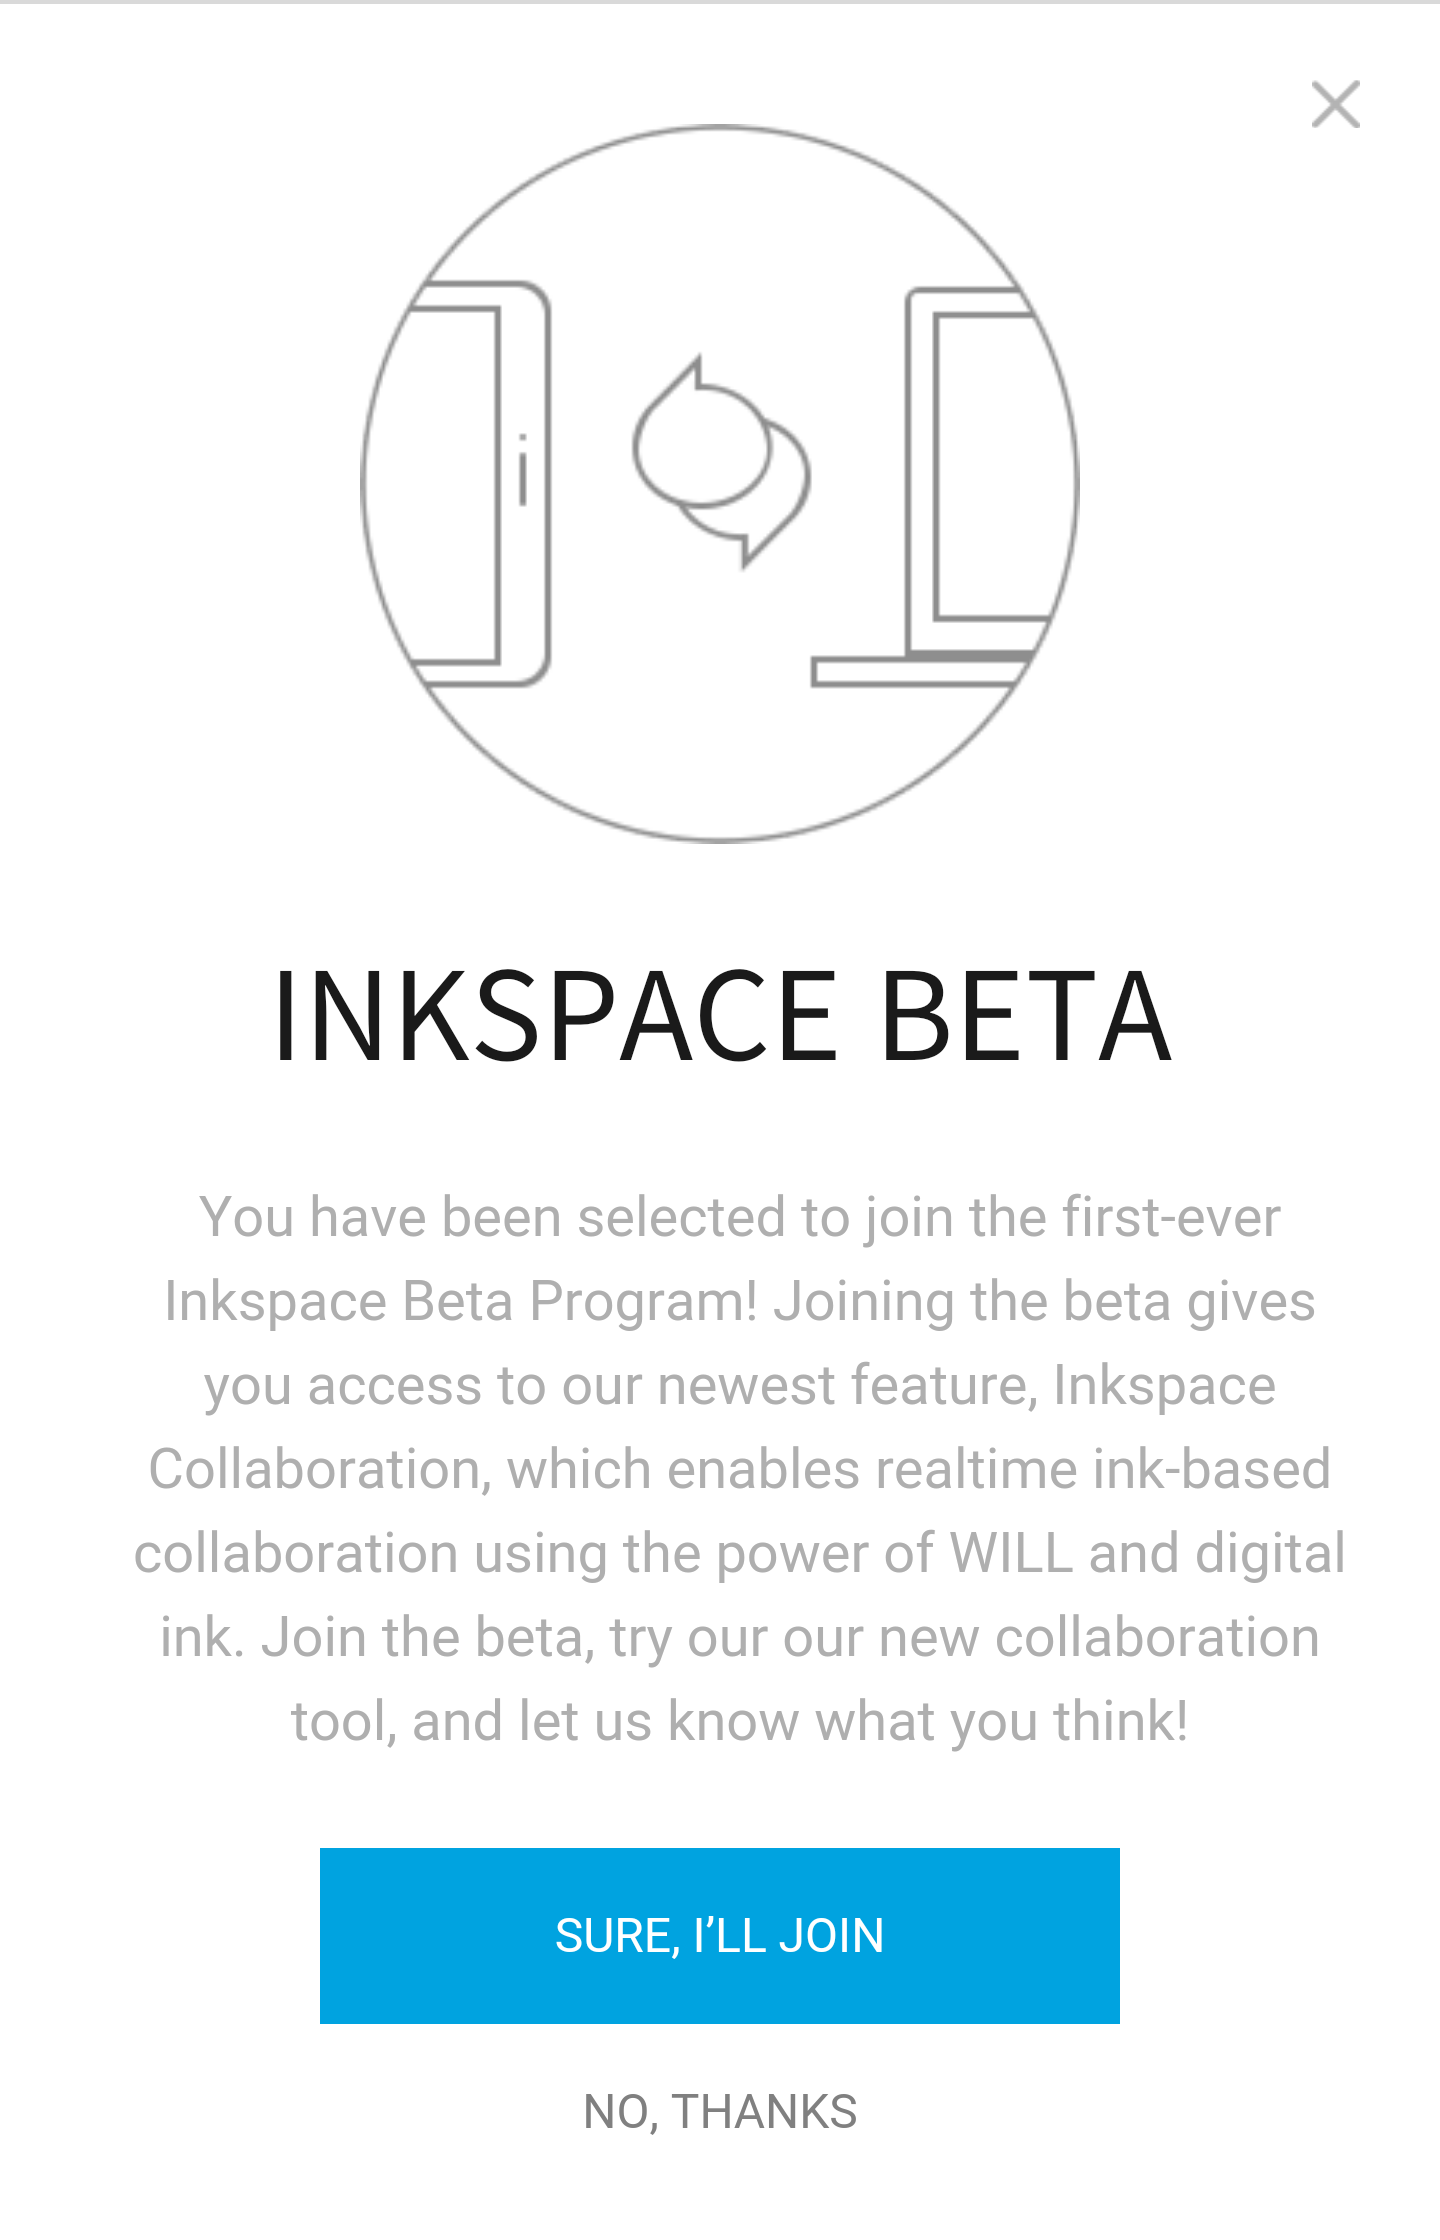 i
INKSPACE BETA
You have been selected to join the first-ever
Inkspace Beta Program! Joining the beta gives
you access to our newest feature, Inkspace
Collaboration, which enables realtime ink-based
collaboration using the power of WILL and digital
ink. Join the beta, try our our new collaboration
tool, and let us know what you think!
SURE, I’LL JOIN
NO, THANKS